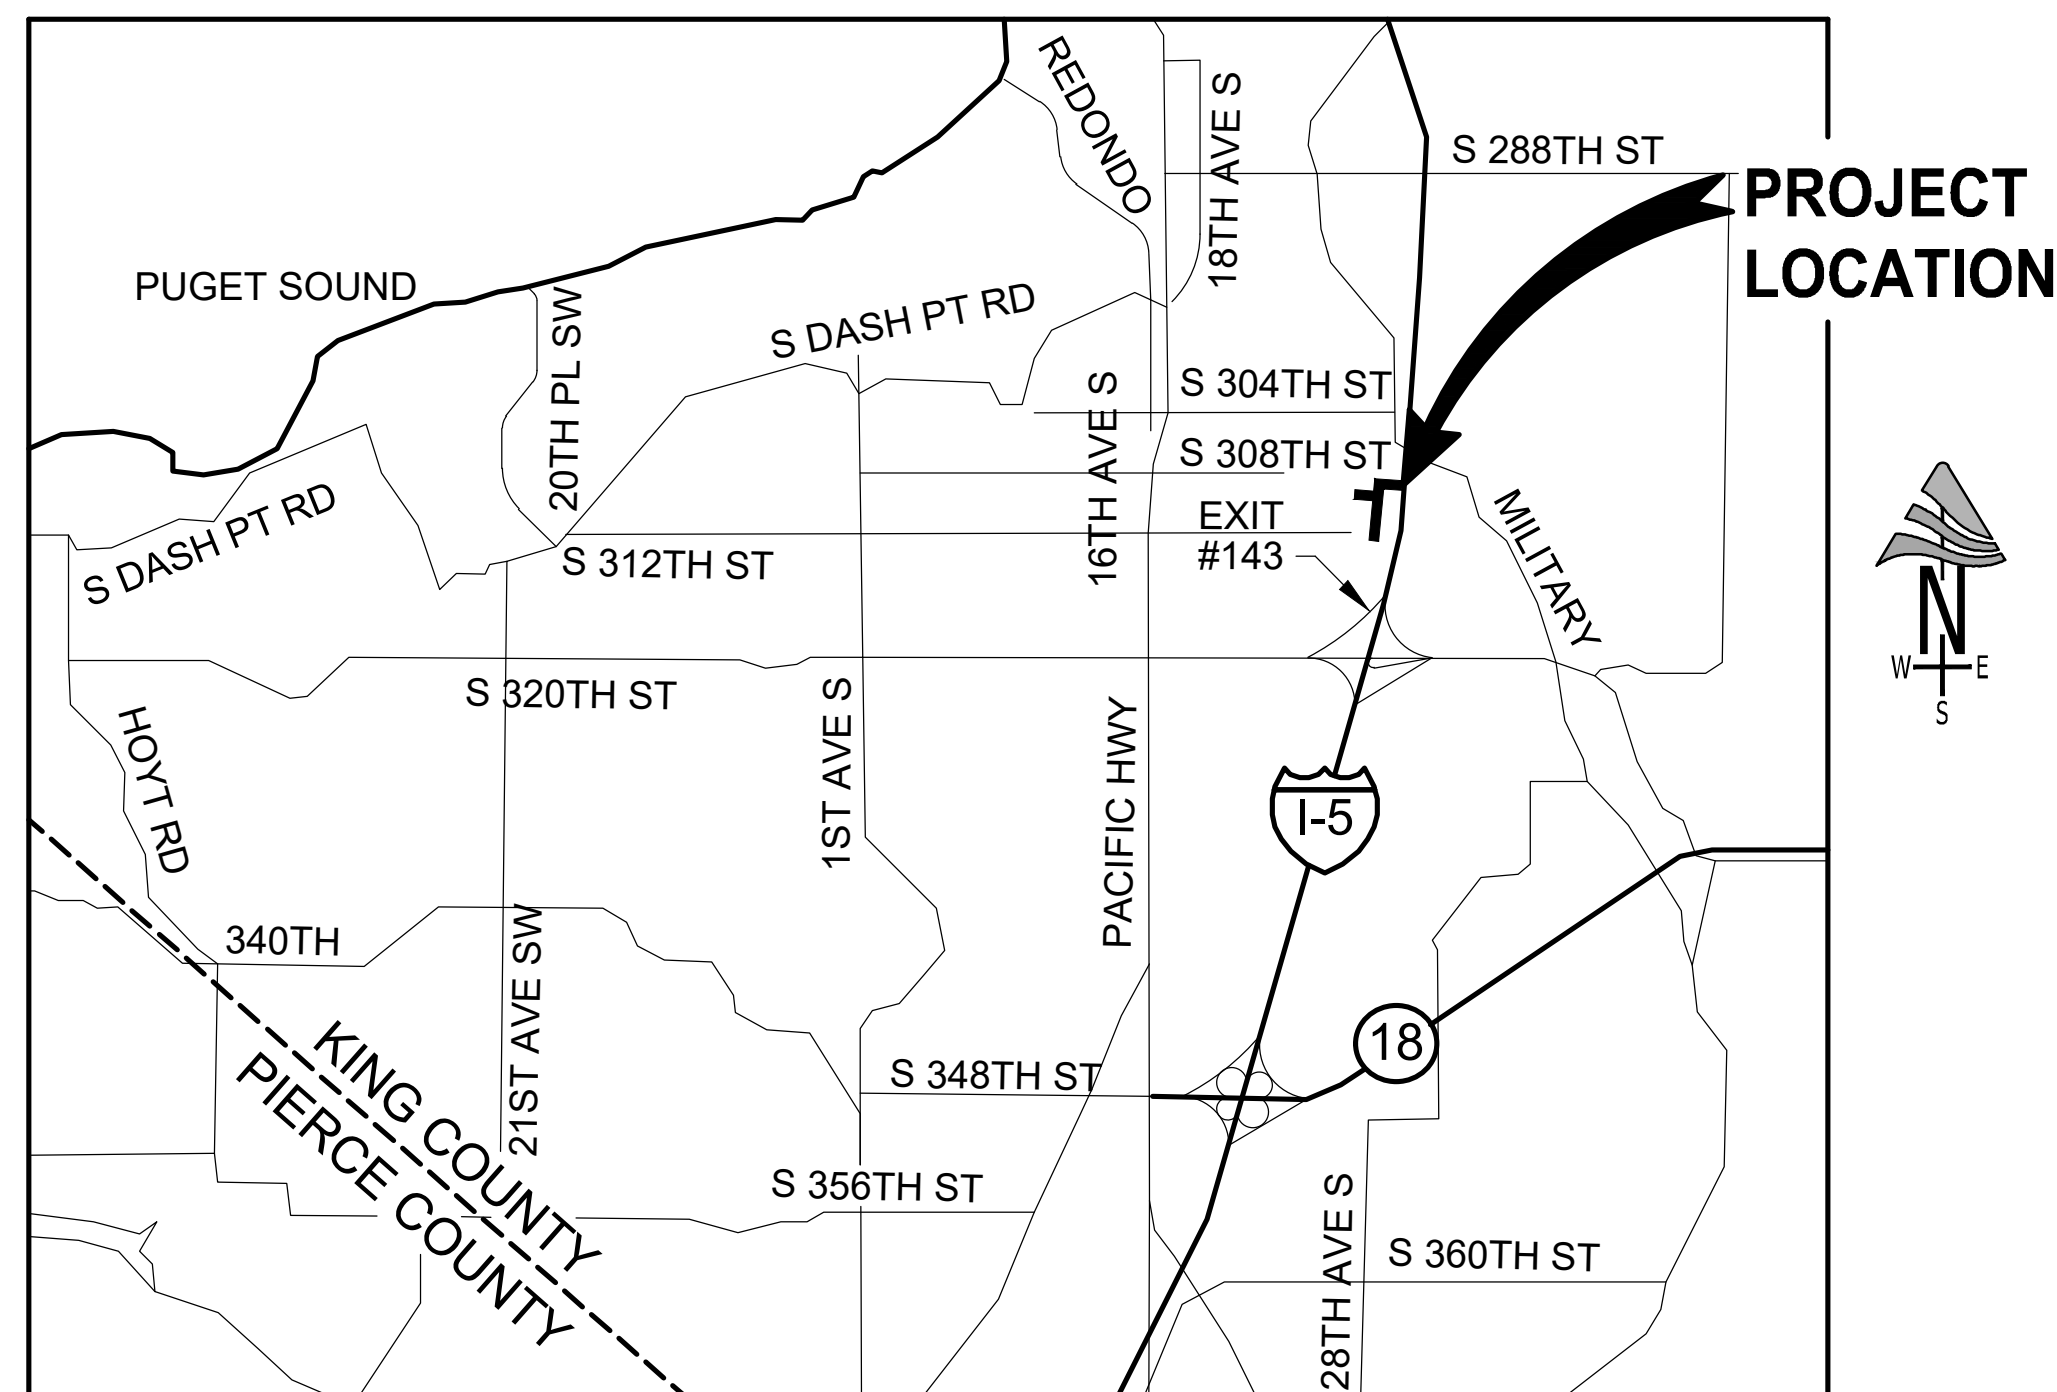 REDONDO
18TH AVE S
S 288TH ST
PROJECT
LOCATION
PUGET SOUND
20TH PL SW
S DASH PT RD
S 304TH ST
16TH AVE S
S 308TH ST
S DASH PT RD
EXIT
#143
MILITARY
S 312TH ST
N
W
E
S
S 320TH ST
HOYT RD
1ST AVE S
PACIFIC HWY
I-5
340TH
21ST AVE SW
KING COUNTY
PIERCE COUNTY
18
S 348TH ST
S 356TH ST
28TH AVE S
S 360TH ST